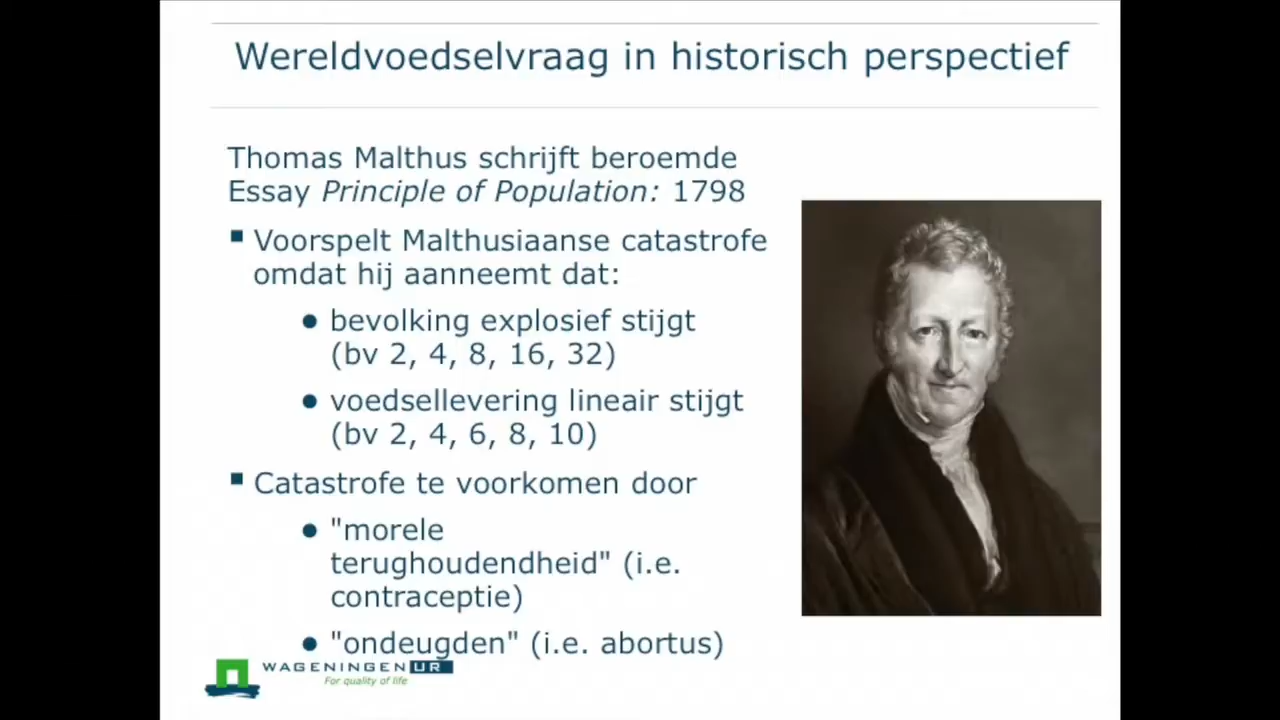 Wereldvoedselvraag in historisch perspectief
Thomas Malthus schrijft beroemde
Essay Principle of Population: 1798
Voorspelt Malthusiaanse catastrofe
omdat hij aanneemt dat:
bevolking explosief stijgt
(bv 2, 4, 8, 16, 32)
voedsellevering lineair stijgt
(bv 2, 4, 6, 8, 10)
Catastrofe te voorkomen door
"morele
terughoudendheid" (i.e.
contraceptie)
"ondeugden" (i.e. abortus)
WAGENINGEN UR
For quality of life